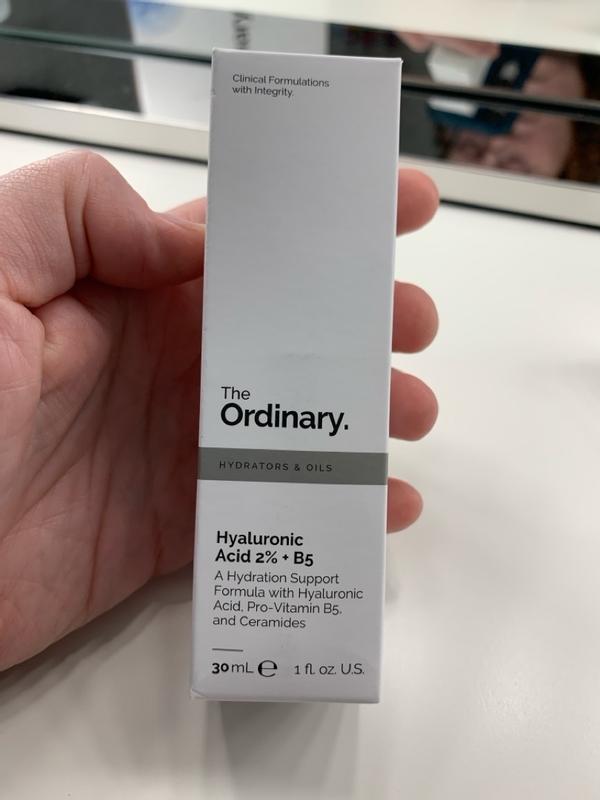 Clinical Formulations
with Integrity.
The
Ordinary.
HYDRATORS & OILS
Hyaluronic
Acid 2% + B5
A Hydration Support
Formula with Hyaluronic
Acid, Pro-Vitamin B5,
and Ceramides
30 mL ℮ 1 fl. oz. U.S.